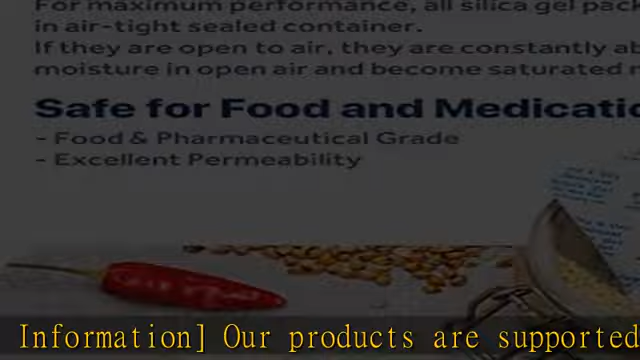 For maximum performance, all silica gel pac
in air-tight sealed container.
If they are open to air, they are constantly ab
moisture in open air and become saturated
Safe for Food and Medicatio
- Food & Pharmaceutical Grade
- Excellent Permeability
Information] Our products are supported